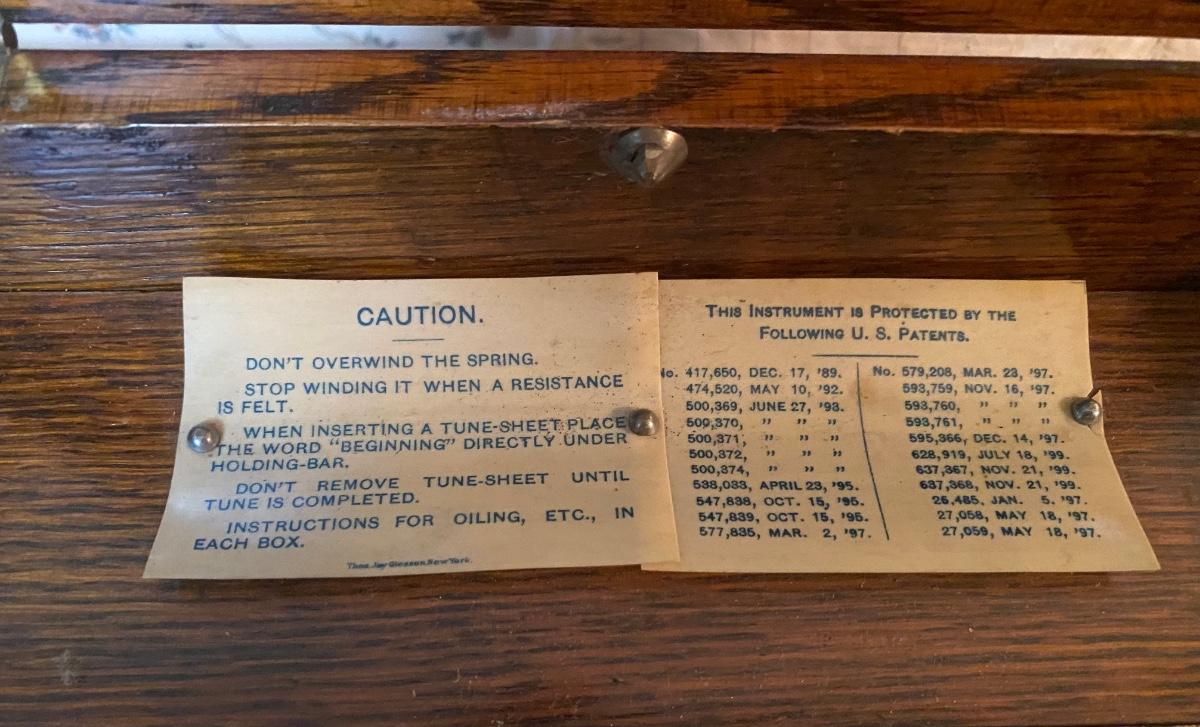 CAUTION.
DON'T OVERWIND THE SPRING.
STOP WINDING IT WHEN A RESISTANCE
IS FELT.
WHEN INSERTING A TUNE-SHEET PLACE
THE WORD "BEGINNING" DIRECTLY UNDER
HOLDING-BAR.
DON'T REMOVE TUNE-SHEET UNTIL
TUNE IS COMPLETED.
INSTRUCTIONS FOR OILING, ETC., IN
EACH BOX.
Theo. Jay Gleason. New York.
THIS INSTRUMENT IS PROTECTED BY THE
FOLLOWING U. S. PATENTS.
No. 417,650, DEC. 17, '89.
474,520, MAY 10, '92.
500,369, JUNE 27, '93.
500,370, " " "
500,371, " " "
500,372, " " "
500,374, " " "
538,033, APRIL 23, '95.
547,838, OCT. 15, '95.
547,839, OCT. 15, '95.
577,835, MAR. 2, '97.
No. 579,208, MAR. 23, '97.
593,759, NOV. 16, '97.
593,760, " " "
593,761, " " "
595,366, DEC. 14, '97.
628,919, JULY 18, '99.
637,367, NOV. 21, '99.
637,368, NOV. 21, '99.
26,485, JAN. 5, '97.
27,058, MAY 18, '97.
27,059, MAY 18, '97.